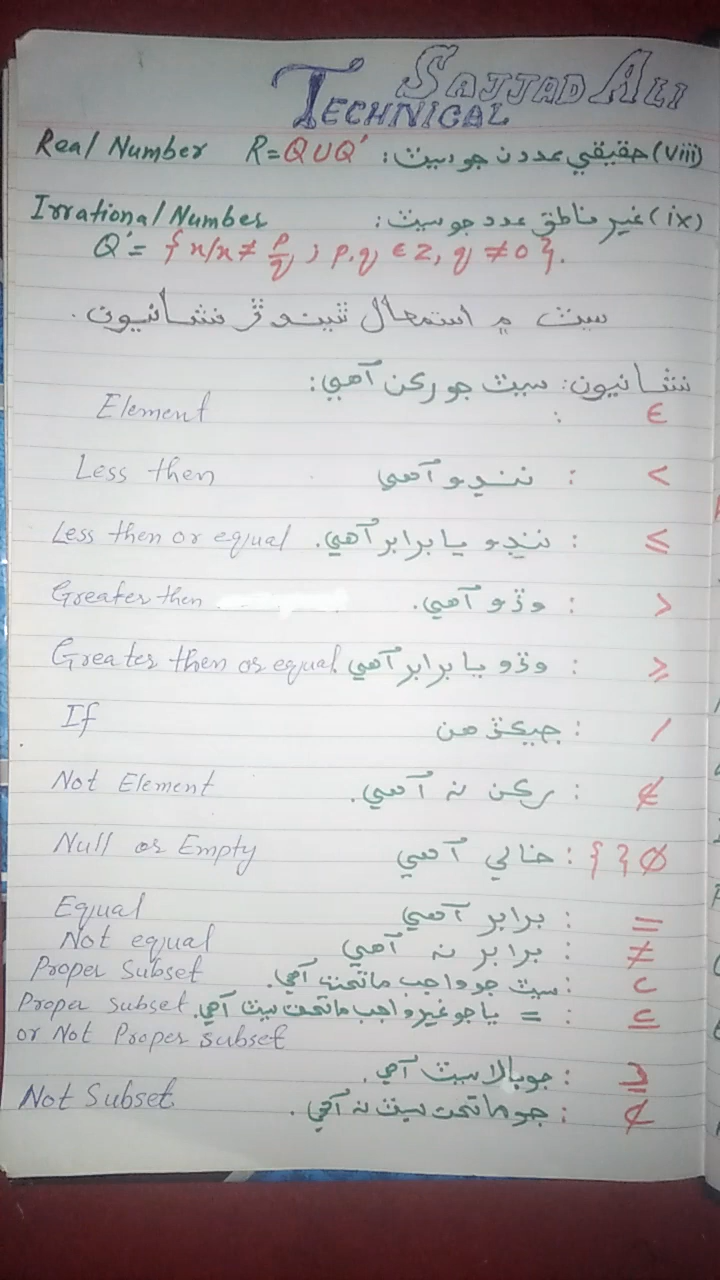 SAJJAD ALI
TECHNICAL
Real Number R=QUQ' (viii) حقيقي عددن جو سيٽ:
Irrational Number (ix) غير ناطق عدد جو سيٽ:
Q'= {x/x ≠ p/q ; p,q ∈ Z, q ≠ 0}.
سيٽ ۾ استعمال ٿيندڙ نشانيون.
نشانيون: سيٽ جو رڪن آهي:
Element : ∈
Less then ننڍو آهي : <
Less then or equal ننڍو يا برابر آهي. : ≤
Greater then وڏو آهي. : >
Greater then or equal وڏو يا برابر آهي : ≥
If جيڪڏهن : /
Not Element رڪن نه آهي. : ∉
Null or Empty خالي آهي : { } Ø
Equal برابر آهي : =
Not equal برابر نه آهي : ≠
Proper Subset سيٽ جو واجب ماتحت آهي. : ⊂
Proper subset = يا جو غير واجب ماتحت سيٽ آهي. : ⊆
or Not Proper subset
جو بالا سيٽ آهي. : ⊇
Not Subset جو ماتحت سيٽ نه آهي. : ⊄